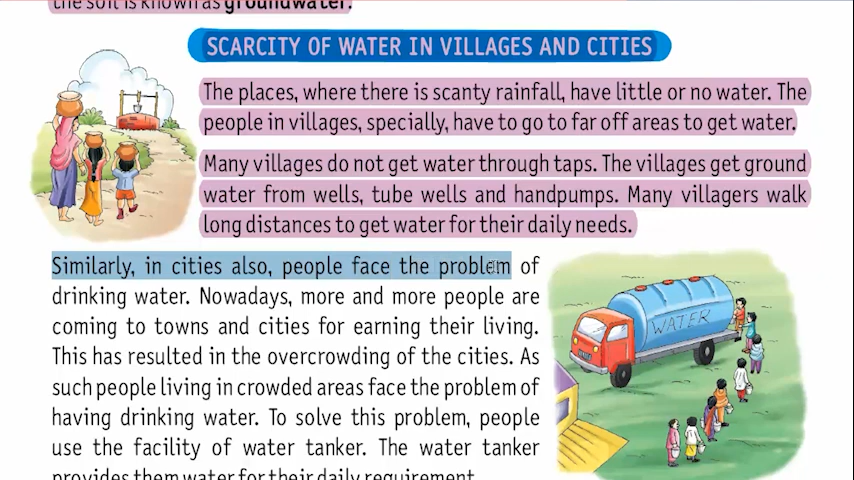 the soil is known as groundwater.
SCARCITY OF WATER IN VILLAGES AND CITIES
The places, where there is scanty rainfall, have little or no water. The
people in villages, specially, have to go to far off areas to get water.
Many villages do not get water through taps. The villages get ground
water from wells, tube wells and handpumps. Many villagers walk
long distances to get water for their daily needs.
Similarly, in cities also, people face the problem of
drinking water. Nowadays, more and more people are
coming to towns and cities for earning their living.
This has resulted in the overcrowding of the cities. As
such people living in crowded areas face the problem of
having drinking water. To solve this problem, people
use the facility of water tanker. The water tanker
provides them water for their daily requirement.
WATER